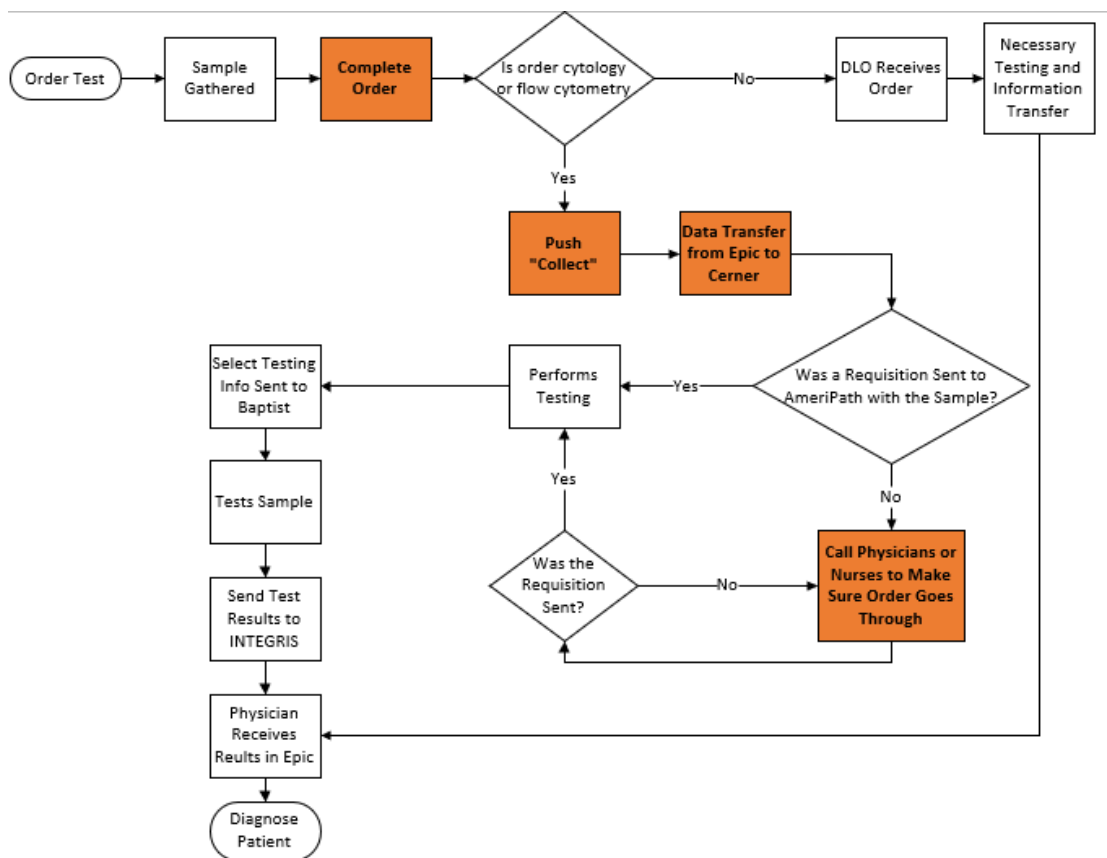 Order Test
Sample
Gathered
Complete
Order
Is order cytology
or flow cytometry
No
DLO Receives
Order
Necessary
Testing and
Information
Transfer
Yes
Push
"Collect"
Data Transfer
from Epic to
Cerner
Was a Requisition Sent to
AmeriPath with the Sample?
Yes
Performs
Testing
Select Testing
Info Sent to
Baptist
No
Call Physicians or
Nurses to Make
Sure Order Goes
Through
Was the
Requisition
Sent?
No
Yes
Tests Sample
Send Test
Results to
INTEGRIS
Physician
Receives
Reults in Epic
Diagnose
Patient